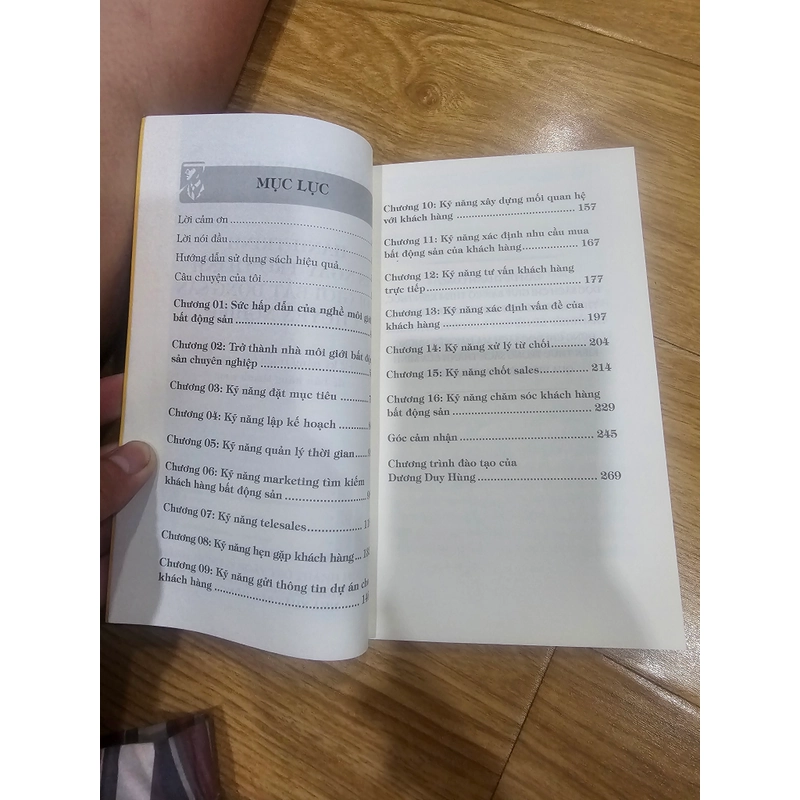 MỤC LỤC
Lời cảm ơn
Lời nói đầu
Hướng dẫn sử dụng sách hiệu quả
Câu chuyện của tôi
Chương 01: Sức hấp dẫn của nghề môi
bất động sản
Chương 02: Trở thành nhà môi giới bất
sản chuyên nghiệp
Chương 03: Kỹ năng đặt mục tiêu
Chương 04: Kỹ năng lập kế hoạch
Chương 05: Kỹ năng quản lý thời gian
Chương 06: Kỹ năng marketing tìm kiếm
khách hàng bất động sản
Chương 07: Kỹ năng telesales
Chương 08: Kỹ năng hẹn gặp khách hàng
Chương 09: Kỹ năng gửi thông tin dự án
khách hàng
Chương 10: Kỹ năng xây dựng mối quan hệ
với khách hàng 157
Chương 11: Kỹ năng xác định nhu cầu mua
bất động sản của khách hàng 167
Chương 12: Kỹ năng tư vấn khách hàng
trực tiếp 177
Chương 13: Kỹ năng xác định vấn đề của
khách hàng 197
Chương 14: Kỹ năng xử lý từ chối 204
Chương 15: Kỹ năng chốt sales 214
Chương 16: Kỹ năng chăm sóc khách hàng
bất động sản 229
Góc cảm nhận 245
Chương trình đào tạo của
Dương Duy Hùng 269